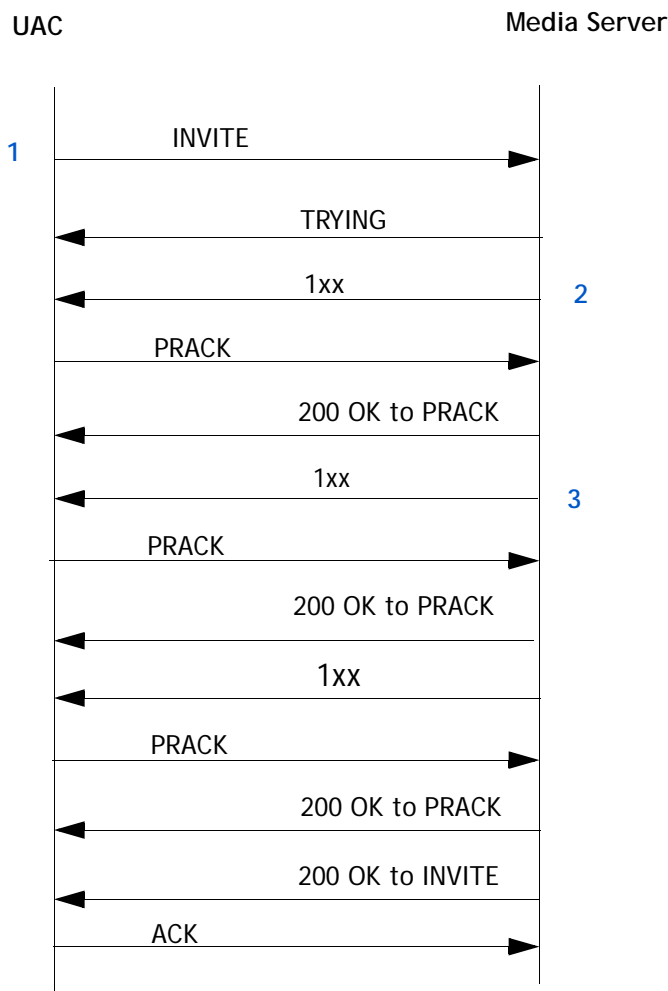 UAC Media Server
1 INVITE
TRYING
1xx 2
PRACK
200 OK to PRACK
1xx 3
PRACK
200 OK to PRACK
1xx
PRACK
200 OK to PRACK
200 OK to INVITE
ACK